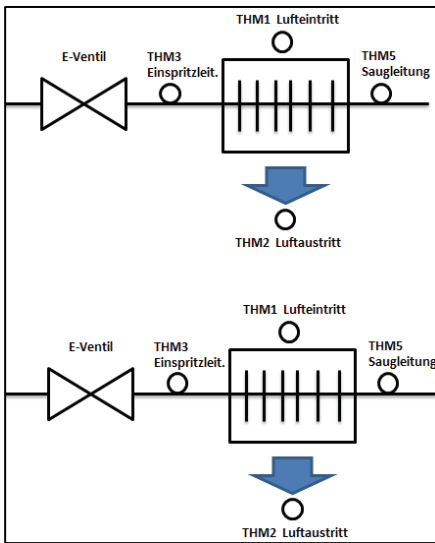 THM1 Lufteintritt
E-Ventil
THM3
Einspritzleit.
THM5
Saugleitung
THM2 Luftaustritt
THM1 Lufteintritt
E-Ventil
THM3
Einspritzleit.
THM5
Saugleitung
THM2 Luftaustritt